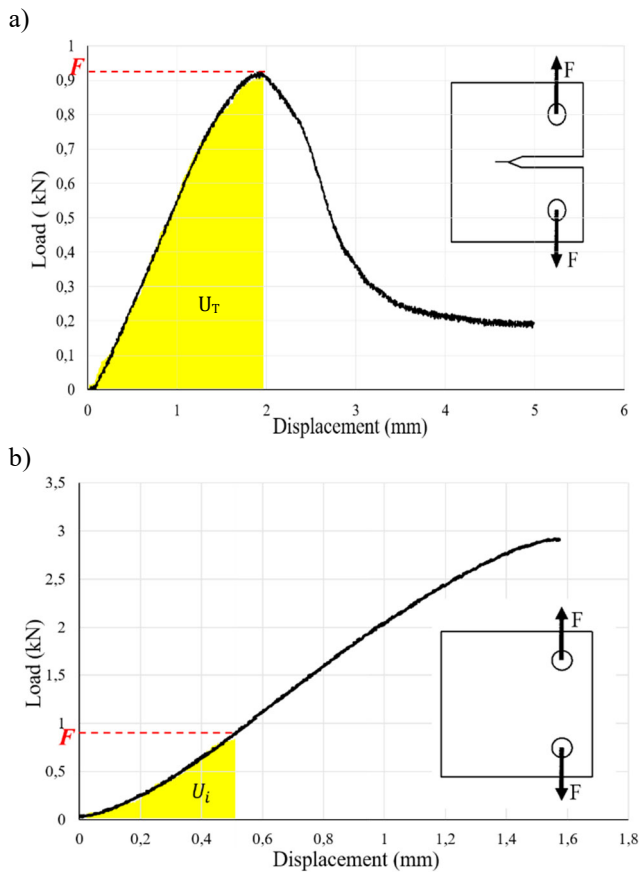 a)
1
F
0,9
0,8
0,7
0,6
0,5
0,4
0,3
0,2
0,1
0
Load ( kN)
U_T
F
F
0 1 2 3 4 5 6
Displacement (mm)
b)
3,5
3
2,5
2
1,5
1
F
0,5
0
Load (kN)
U_i
F
F
0 0,2 0,4 0,6 0,8 1 1,2 1,4 1,6 1,8
Displacement (mm)